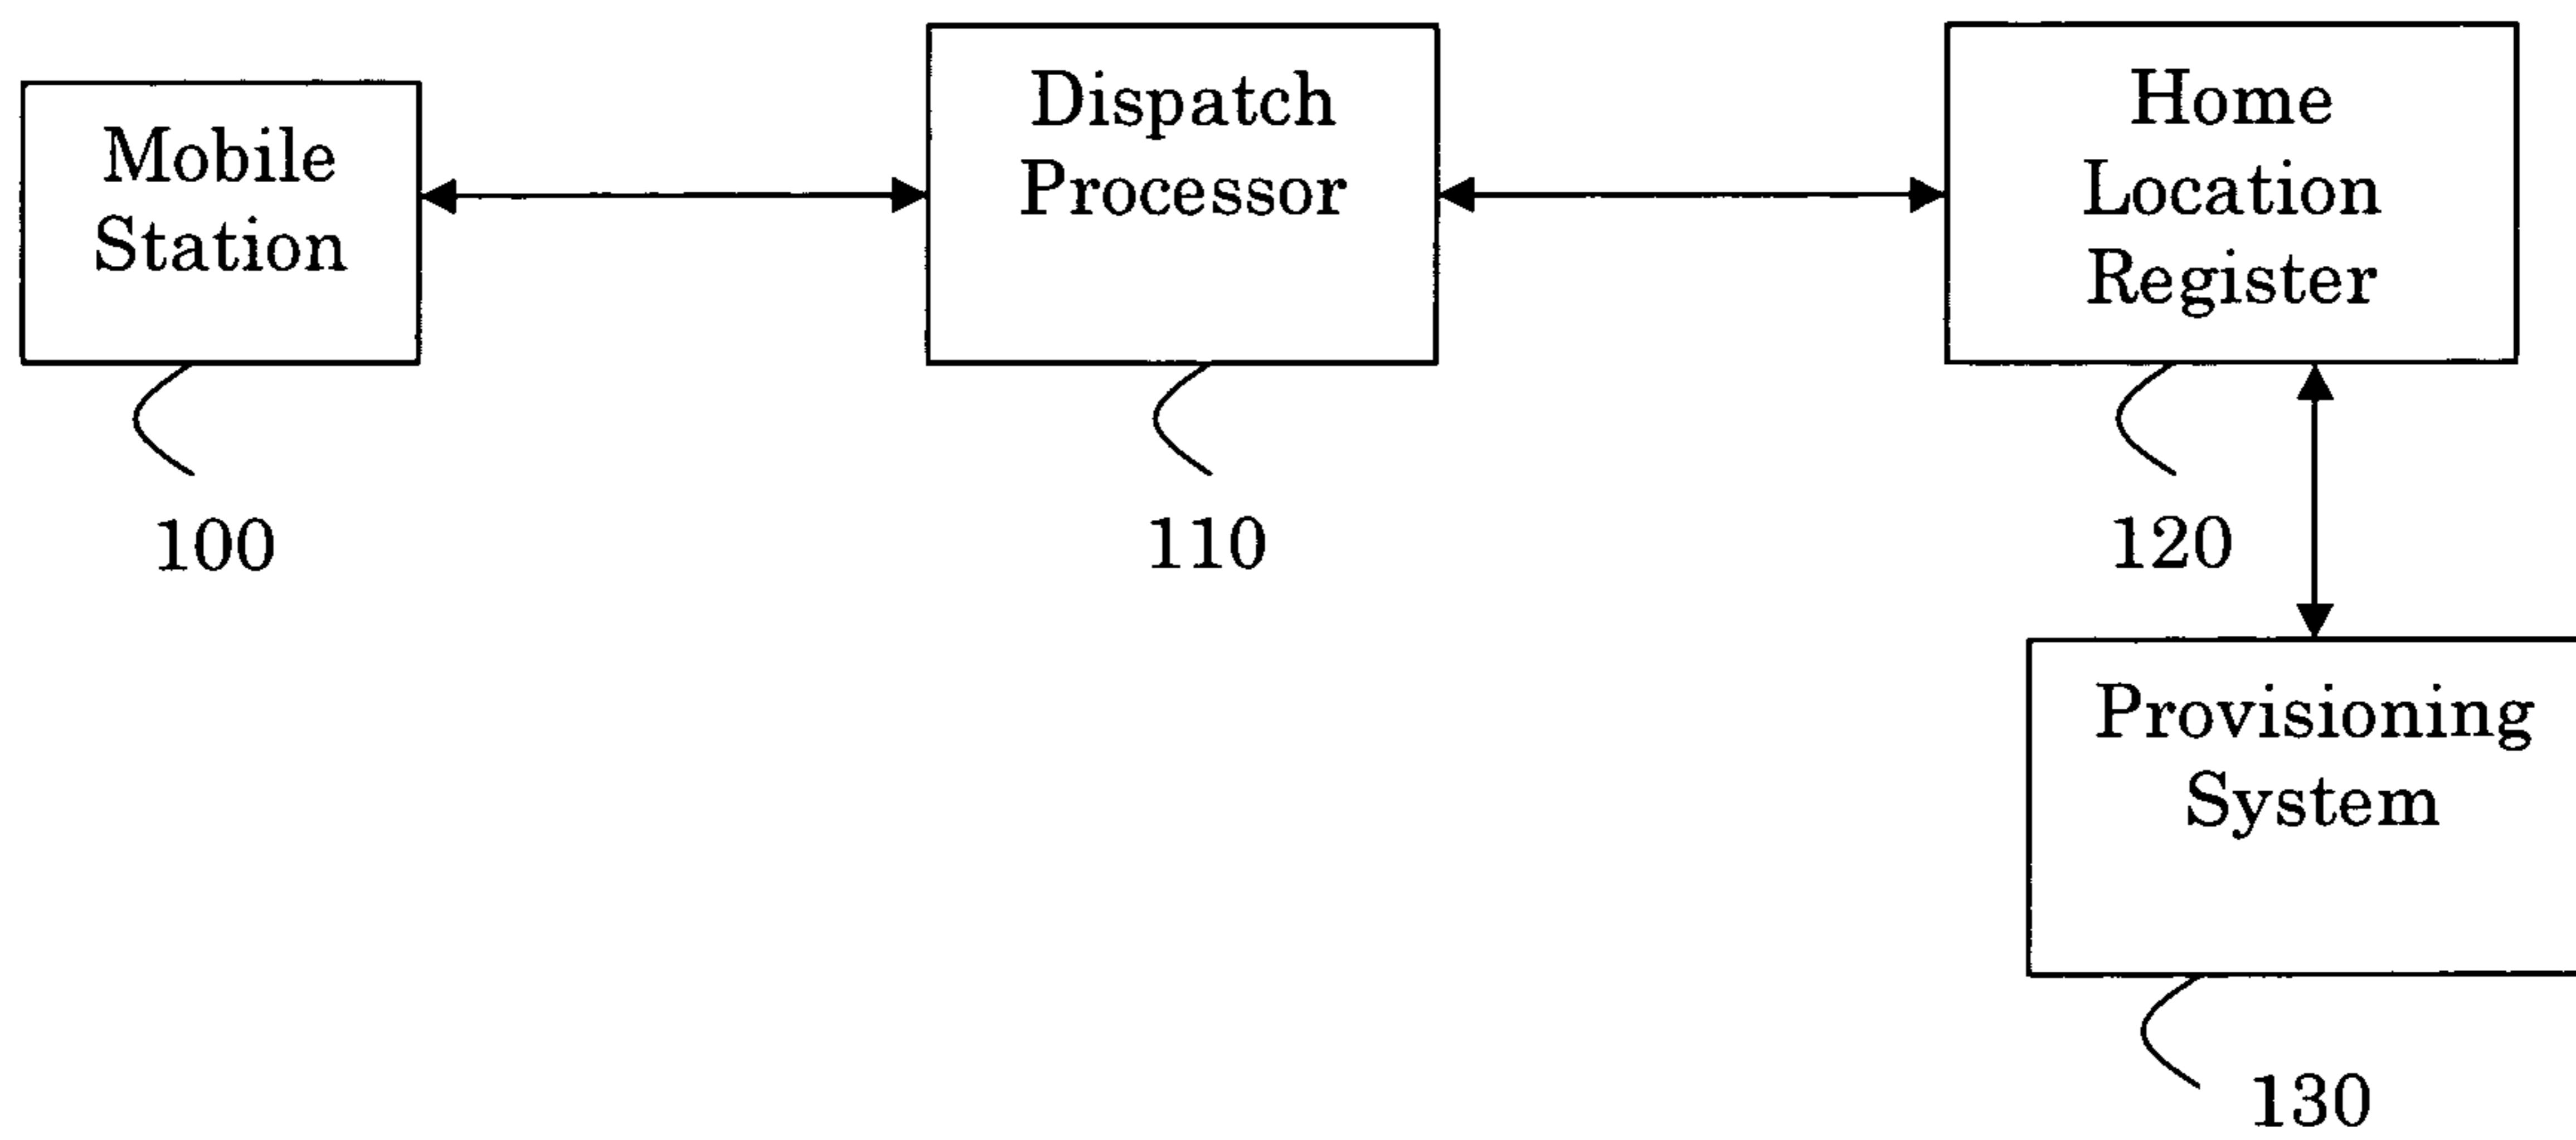 Mobile
Station
100
Dispatch
Processor
110
Home
Location
Register
120
Provisioning
System
130